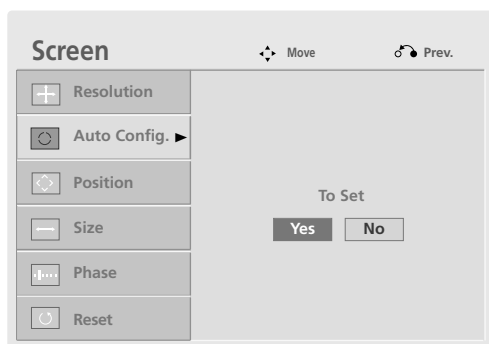 Screen
Move
Prev.
Resolution
Auto Config.
Position
Size
Phase
Reset
To Set
Yes No